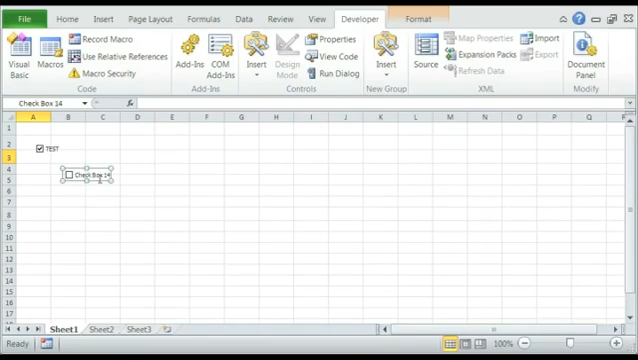 File Home Insert Page Layout Formulas Data Review View Developer Format
Visual Basic
Macros
Record Macro
Use Relative References
Macro Security
Code
Add-Ins
COM Add-Ins
Add-Ins
Insert
Design Mode
Properties
View Code
Run Dialog
Controls
Insert
New Group
Source
Map Properties
Expansion Packs
Refresh Data
Import
Export
XML
Document Panel
Modify
Check Box 14 fx
A B C D E F G H I J K L M N O P Q R
1
2
TEST
3
4
Check Box 14
5
6
7
8
9
10
11
12
13
14
15
16
17
Sheet1 Sheet2 Sheet3
Ready 100%